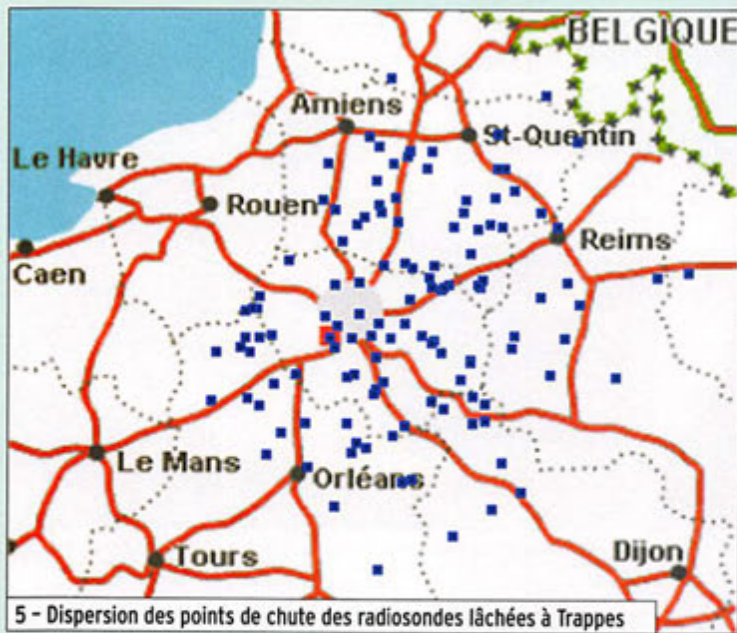 BELGIQUE
Amiens
St-Quentin
Le Havre
Rouen
Reims
Caen
Le Mans
Orléans
Tours
Dijon
5 - Dispersion des points de chute des radiosondes lâchées à Trappes